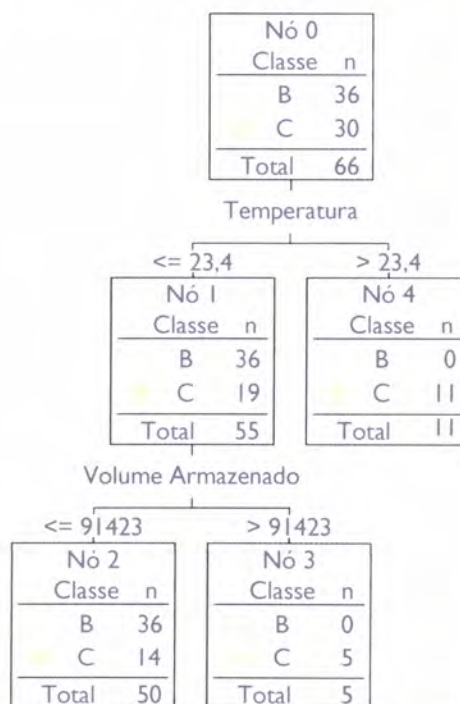 Nó 0
Classe n
B 36
C 30
Total 66
Temperatura
<= 23,4 > 23,4
Nó 1
Classe n
B 36
C 19
Total 55
Nó 4
Classe n
B 0
C 11
Total 11
Volume Armazenado
<= 91423 > 91423
Nó 2
Classe n
B 36
C 14
Total 50
Nó 3
Classe n
B 0
C 5
Total 5